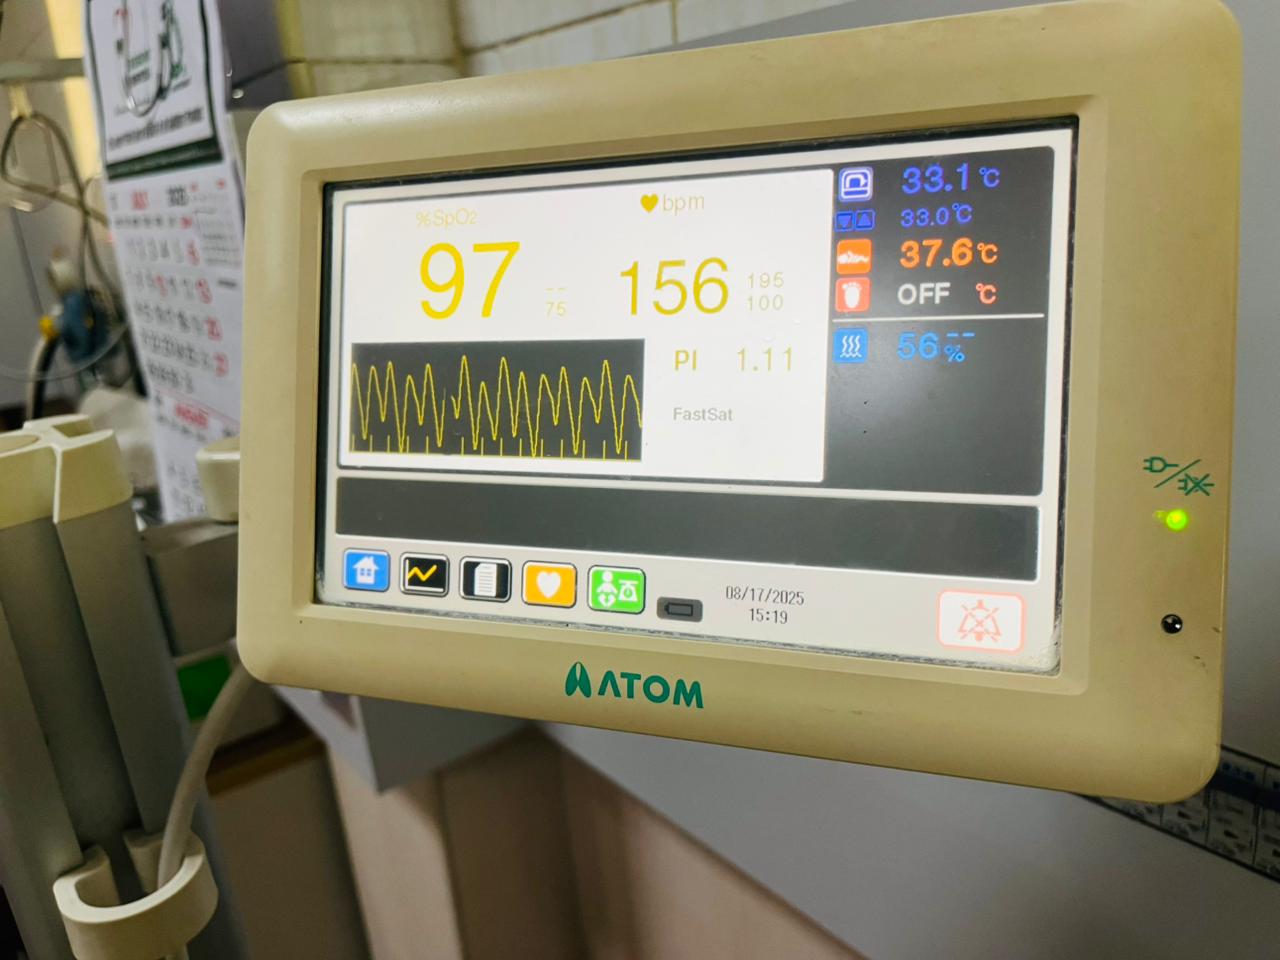 %SpO2
97
--
75
bpm
156
195
100
PI 1.11
FastSat
33.1°C
33.0°C
37.6°C
OFF °C
56 --
%
08/17/2025
15:19
ATOM